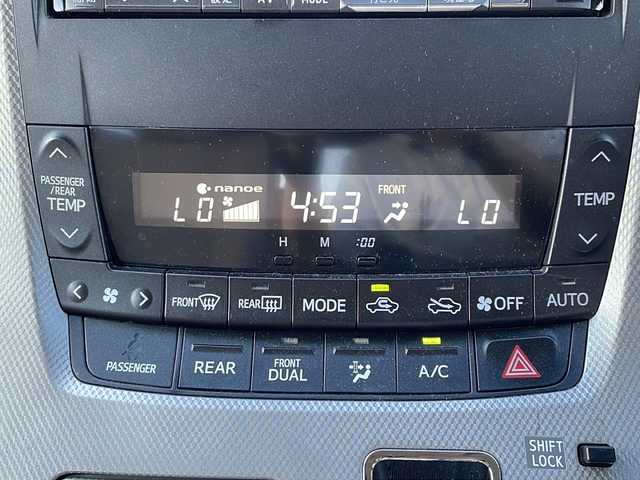 MODE
PASSENGER
/REAR
TEMP
nanoe
LO
4:53
FRONT
LO
TEMP
H M :00
FRONT
REAR
MODE
OFF
AUTO
PASSENGER
REAR
FRONT
DUAL
A/C
SHIFT
LOCK